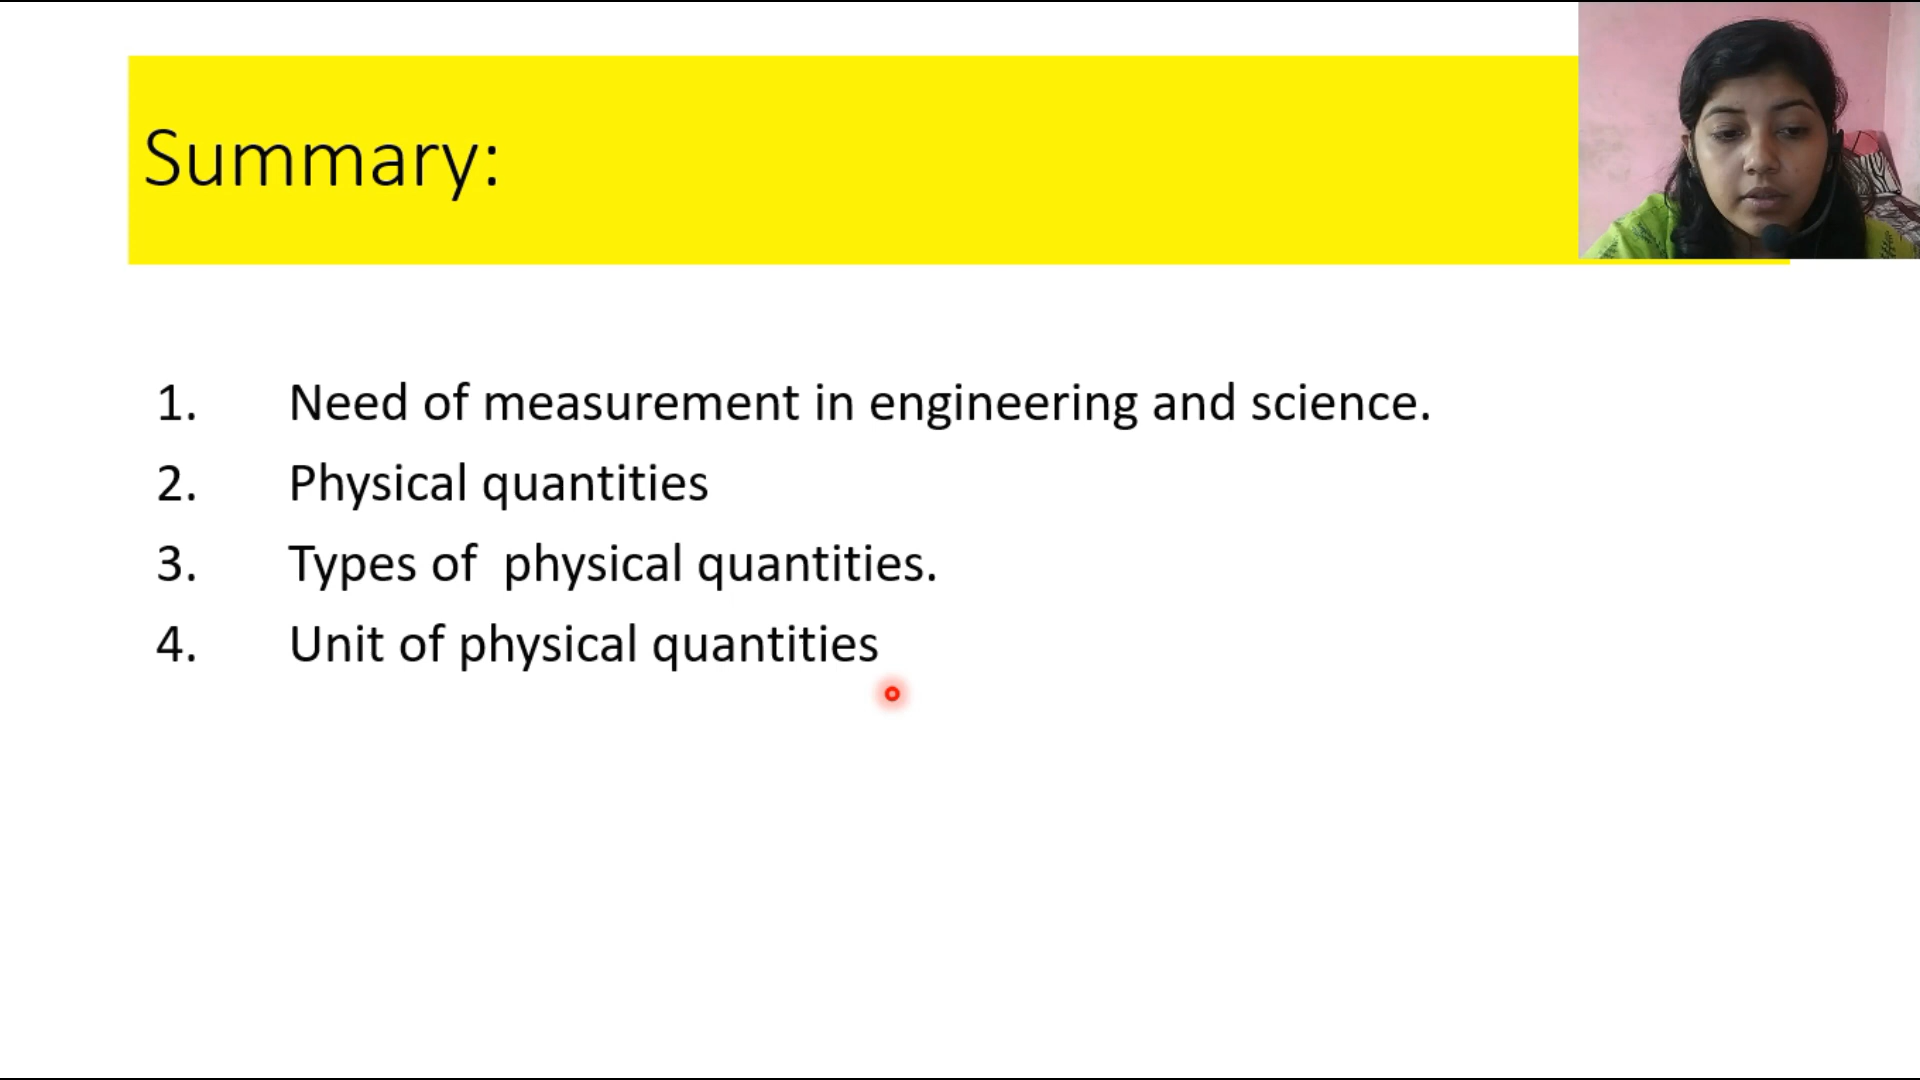 Summary:
1. Need of measurement in engineering and science.
2. Physical quantities
3. Types of  physical quantities.
4. Unit of physical quantities